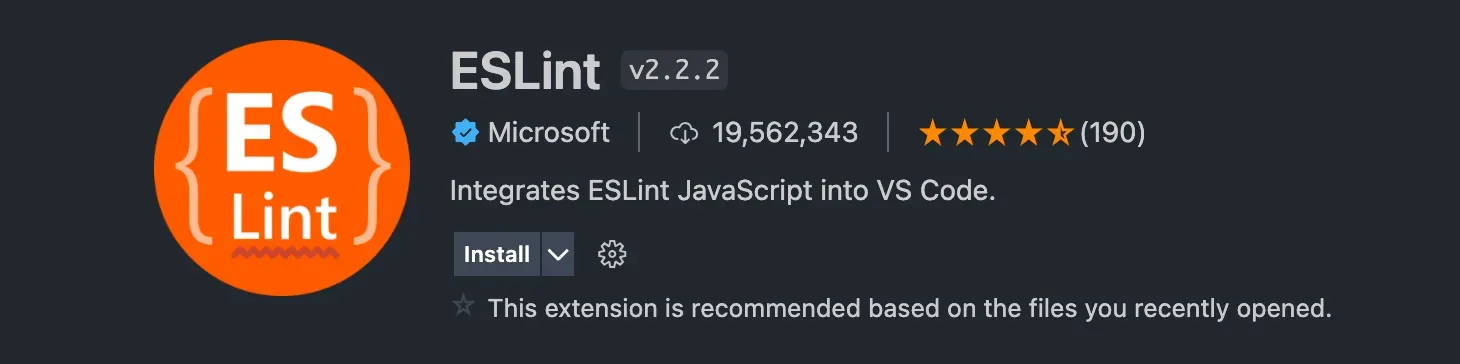 {ES}
Lint
ESLint v2.2.2
Microsoft | 19,562,343 | (190)
Integrates ESLint JavaScript into VS Code.
Install
This extension is recommended based on the files you recently opened.